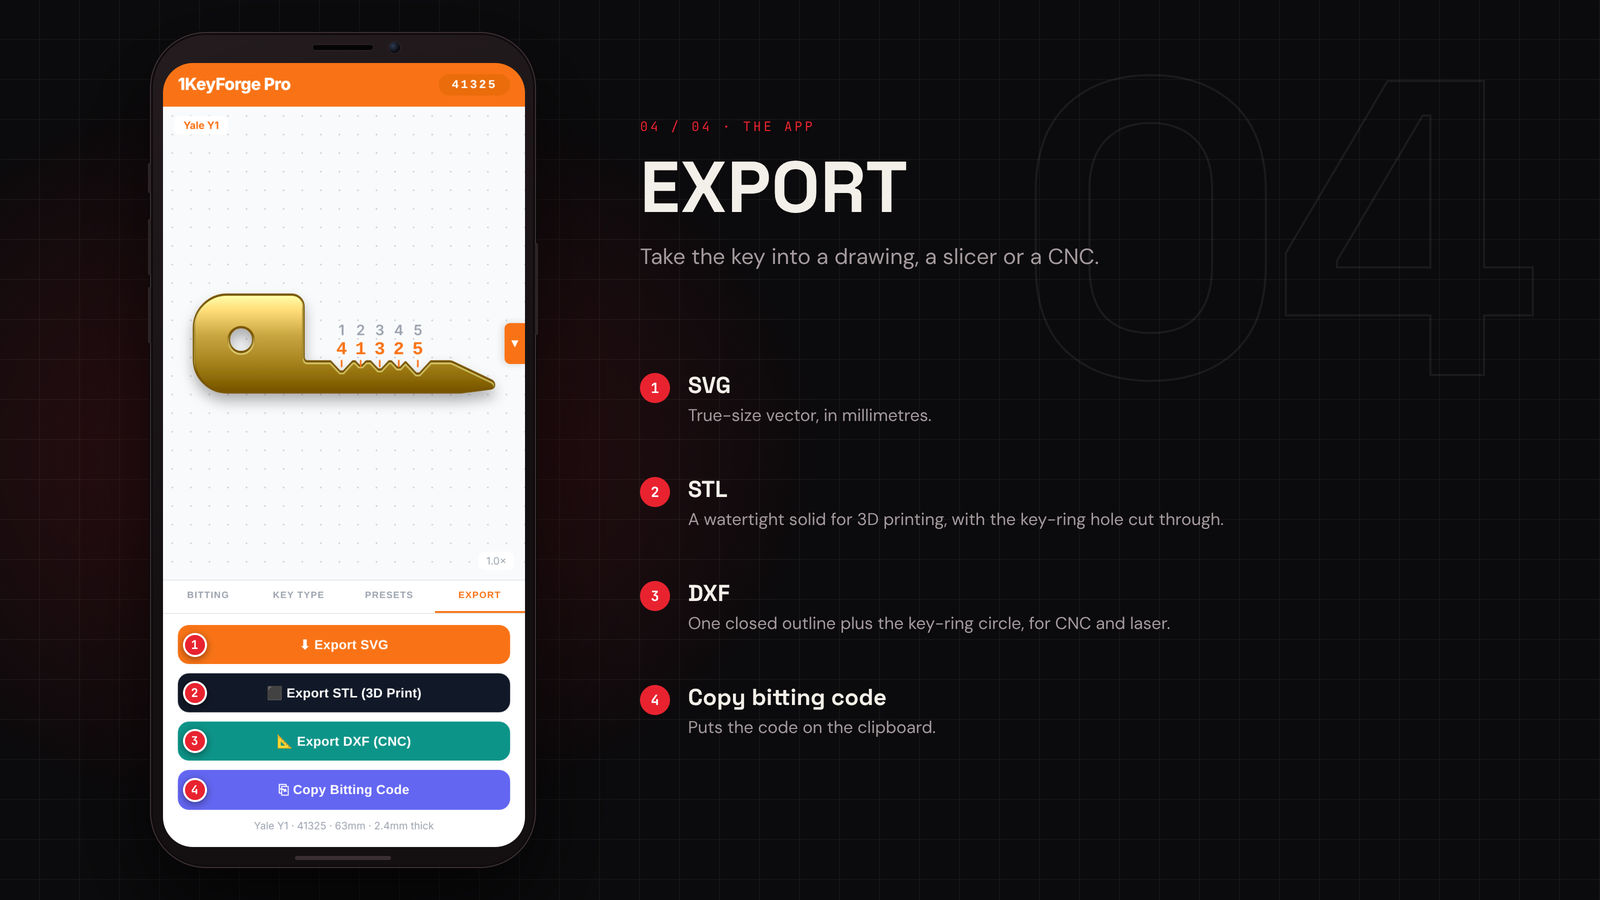 1KeyForge Pro
41325
Yale Y1
1 2 3 4 5
4 1 3 2 5
▼
1.0×
BITTING KEY TYPE PRESETS EXPORT
1 ⬇ Export SVG
2 ⬛ Export STL (3D Print)
3 📐 Export DXF (CNC)
4 ⎘ Copy Bitting Code
Yale Y1 · 41325 · 63mm · 2.4mm thick
04
04 / 04 · THE APP
EXPORT
Take the key into a drawing, a slicer or a CNC.
1 SVG
True-size vector, in millimetres.
2 STL
A watertight solid for 3D printing, with the key-ring hole cut through.
3 DXF
One closed outline plus the key-ring circle, for CNC and laser.
4 Copy bitting code
Puts the code on the clipboard.